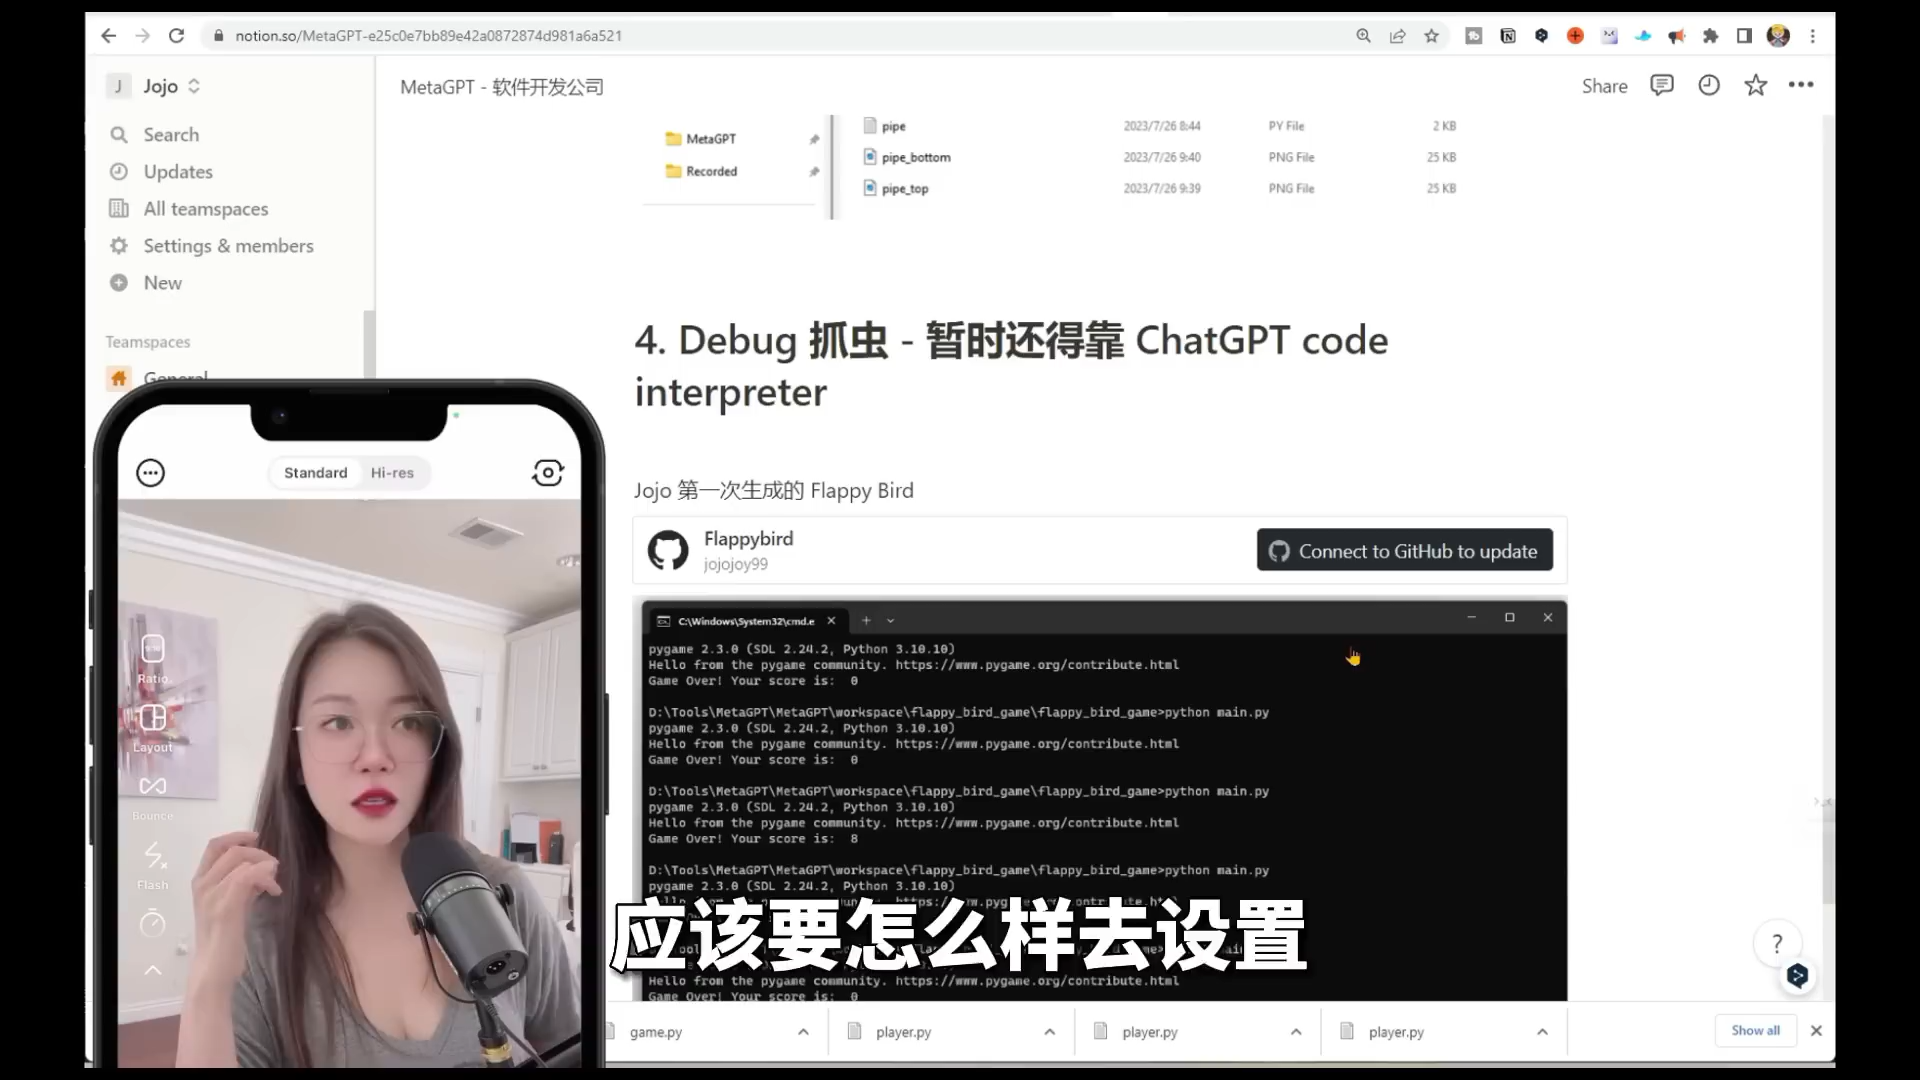 notion.so/MetaGPT-e25c0e7bb89e42a0872874d981a6a521
J Jojo
MetaGPT - 软件开发公司
Share
Search
Updates
All teamspaces
Settings & members
New
Teamspaces
General
MetaGPT
Recorded
pipe 2023/7/26 8:44 PY File 2 KB
pipe_bottom 2023/7/26 9:40 PNG File 25 KB
pipe_top 2023/7/26 9:39 PNG File 25 KB
4. Debug 抓虫 - 暂时还得靠 ChatGPT code
interpreter
Jojo 第一次生成的 Flappy Bird
Flappybird
jojojoy99
Connect to GitHub to update
C:\Windows\System32\cmd.e
pygame 2.3.0 (SDL 2.24.2, Python 3.10.10)
Hello from the pygame community. https://www.pygame.org/contribute.html
Game Over! Your score is: 0
D:\Tools\MetaGPT\MetaGPT\workspace\flappy_bird_game\flappy_bird_game>python main.py
pygame 2.3.0 (SDL 2.24.2, Python 3.10.10)
Hello from the pygame community. https://www.pygame.org/contribute.html
Game Over! Your score is: 0
D:\Tools\MetaGPT\MetaGPT\workspace\flappy_bird_game\flappy_bird_game>python main.py
pygame 2.3.0 (SDL 2.24.2, Python 3.10.10)
Hello from the pygame community. https://www.pygame.org/contribute.html
Game Over! Your score is: 8
D:\Tools\MetaGPT\MetaGPT\workspace\flappy_bird_game\flappy_bird_game>python main.py
pygame 2.3.0 (SDL 2.24.2, Python 3.10.10)
Hello from the pygame community. https://www.pygame.org/contribute.html
Game Over! Your score is: 0
Standard
Hi-res
Ratio
Layout
Bounce
Flash
应该要怎么样去设置
?
game.py
player.py
player.py
player.py
Show all